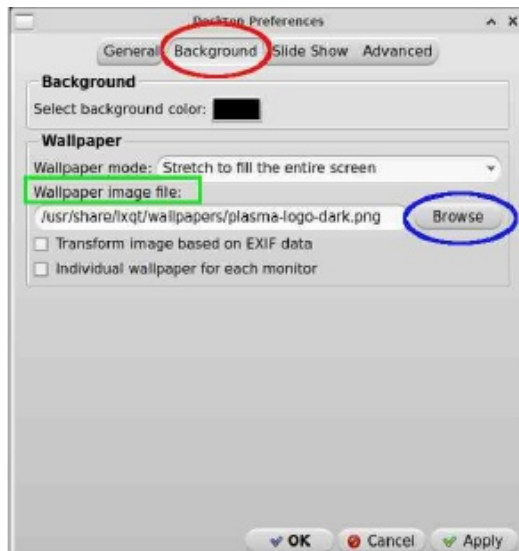 Desktop Preferences
General Background Slide Show Advanced
Background
Select background color:
Wallpaper
Wallpaper mode: Stretch to fill the entire screen
Wallpaper image file:
/usr/share/lxqt/wallpapers/plasma-logo-dark.png Browse
Transform image based on EXIF data
Individual wallpaper for each monitor
OK Cancel Apply